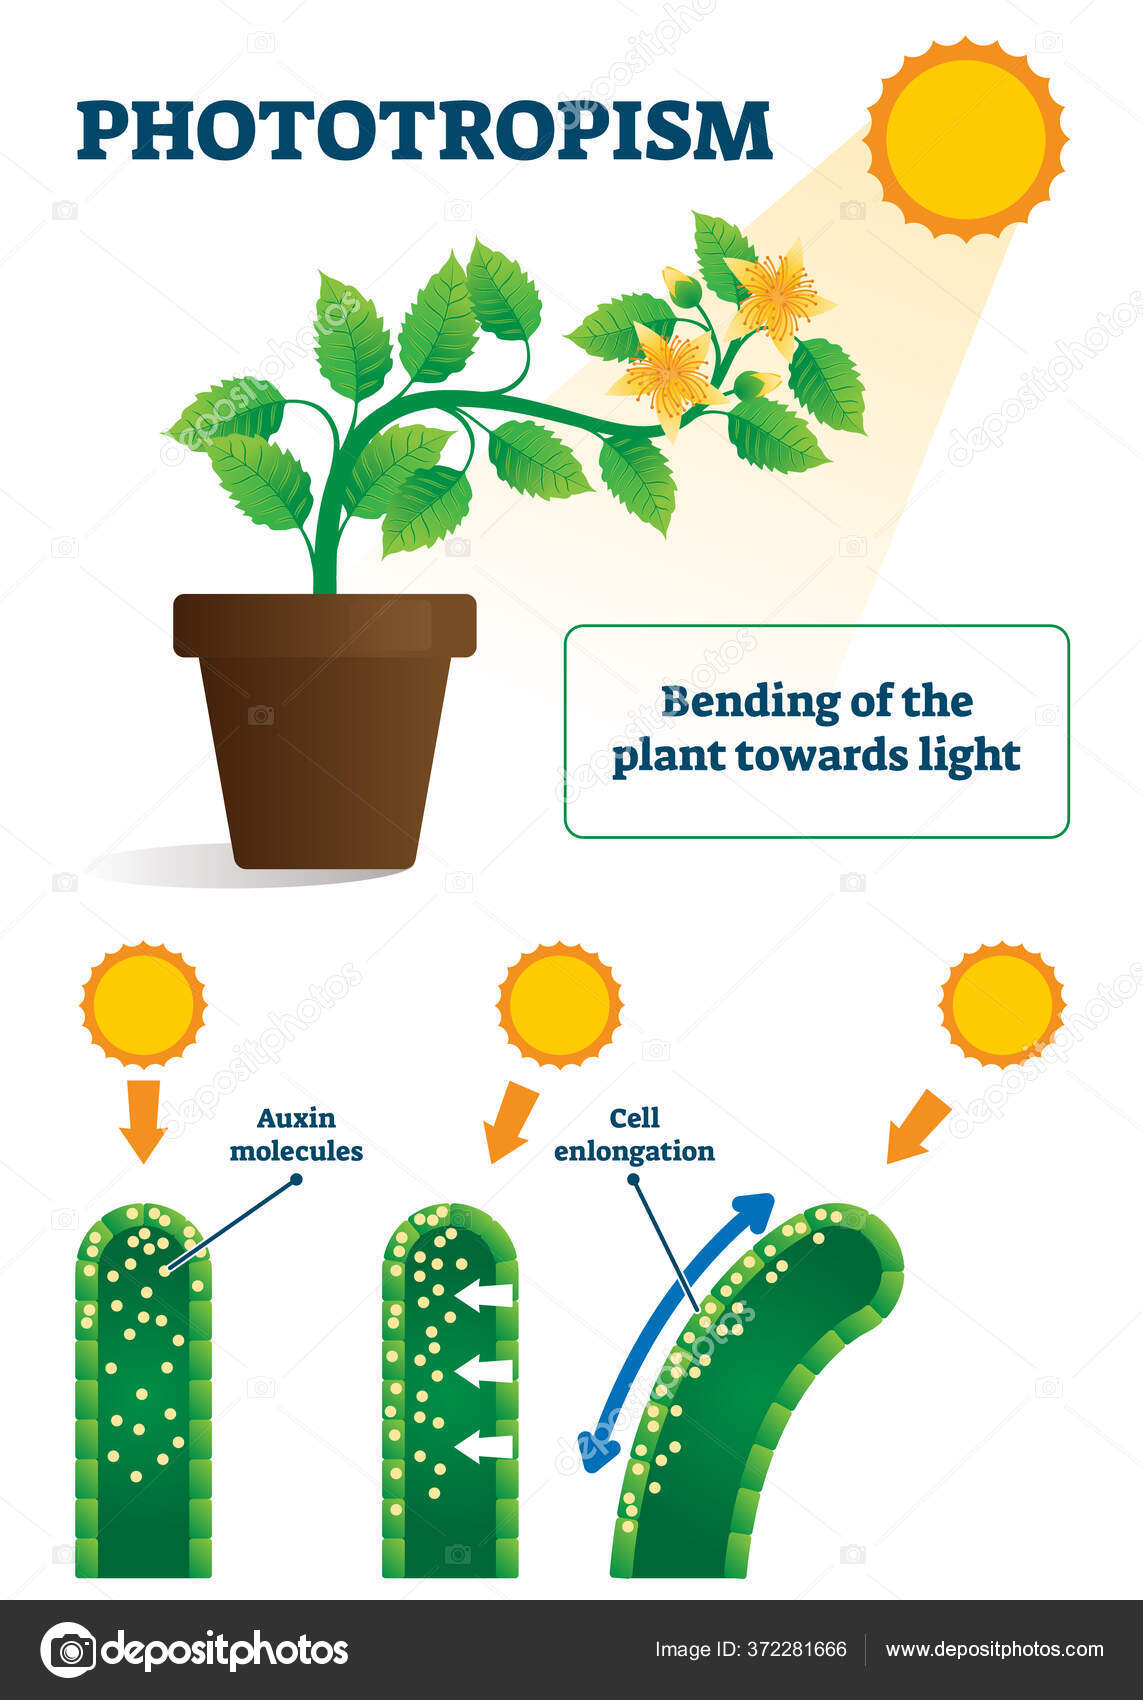 PHOTOTROPISM
Bending of the
plant towards light
Auxin
molecules
Cell
enlongation
depositphotos
Image ID: 372281666
www.depositphotos.com